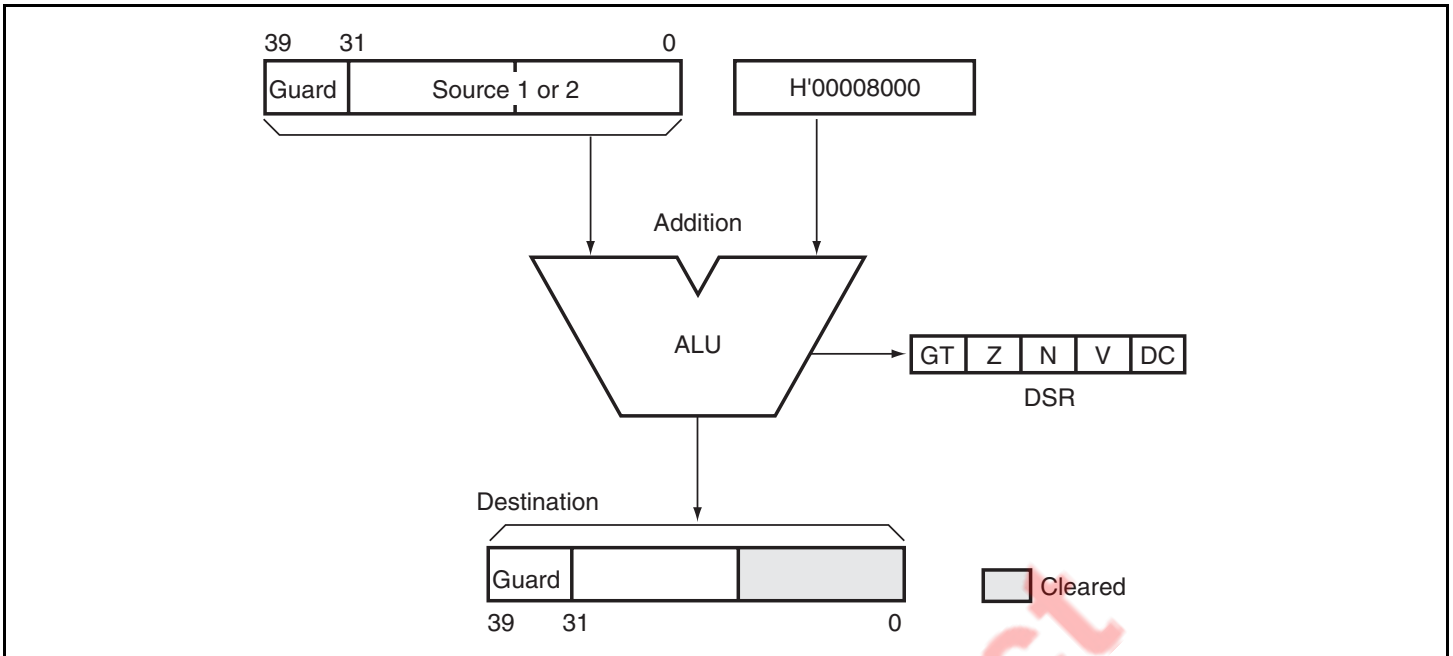 39 31 0
Guard Source 1 or 2
H'00008000
Addition
ALU
GT Z N V DC
DSR
Destination
Guard
Cleared
39 31 0